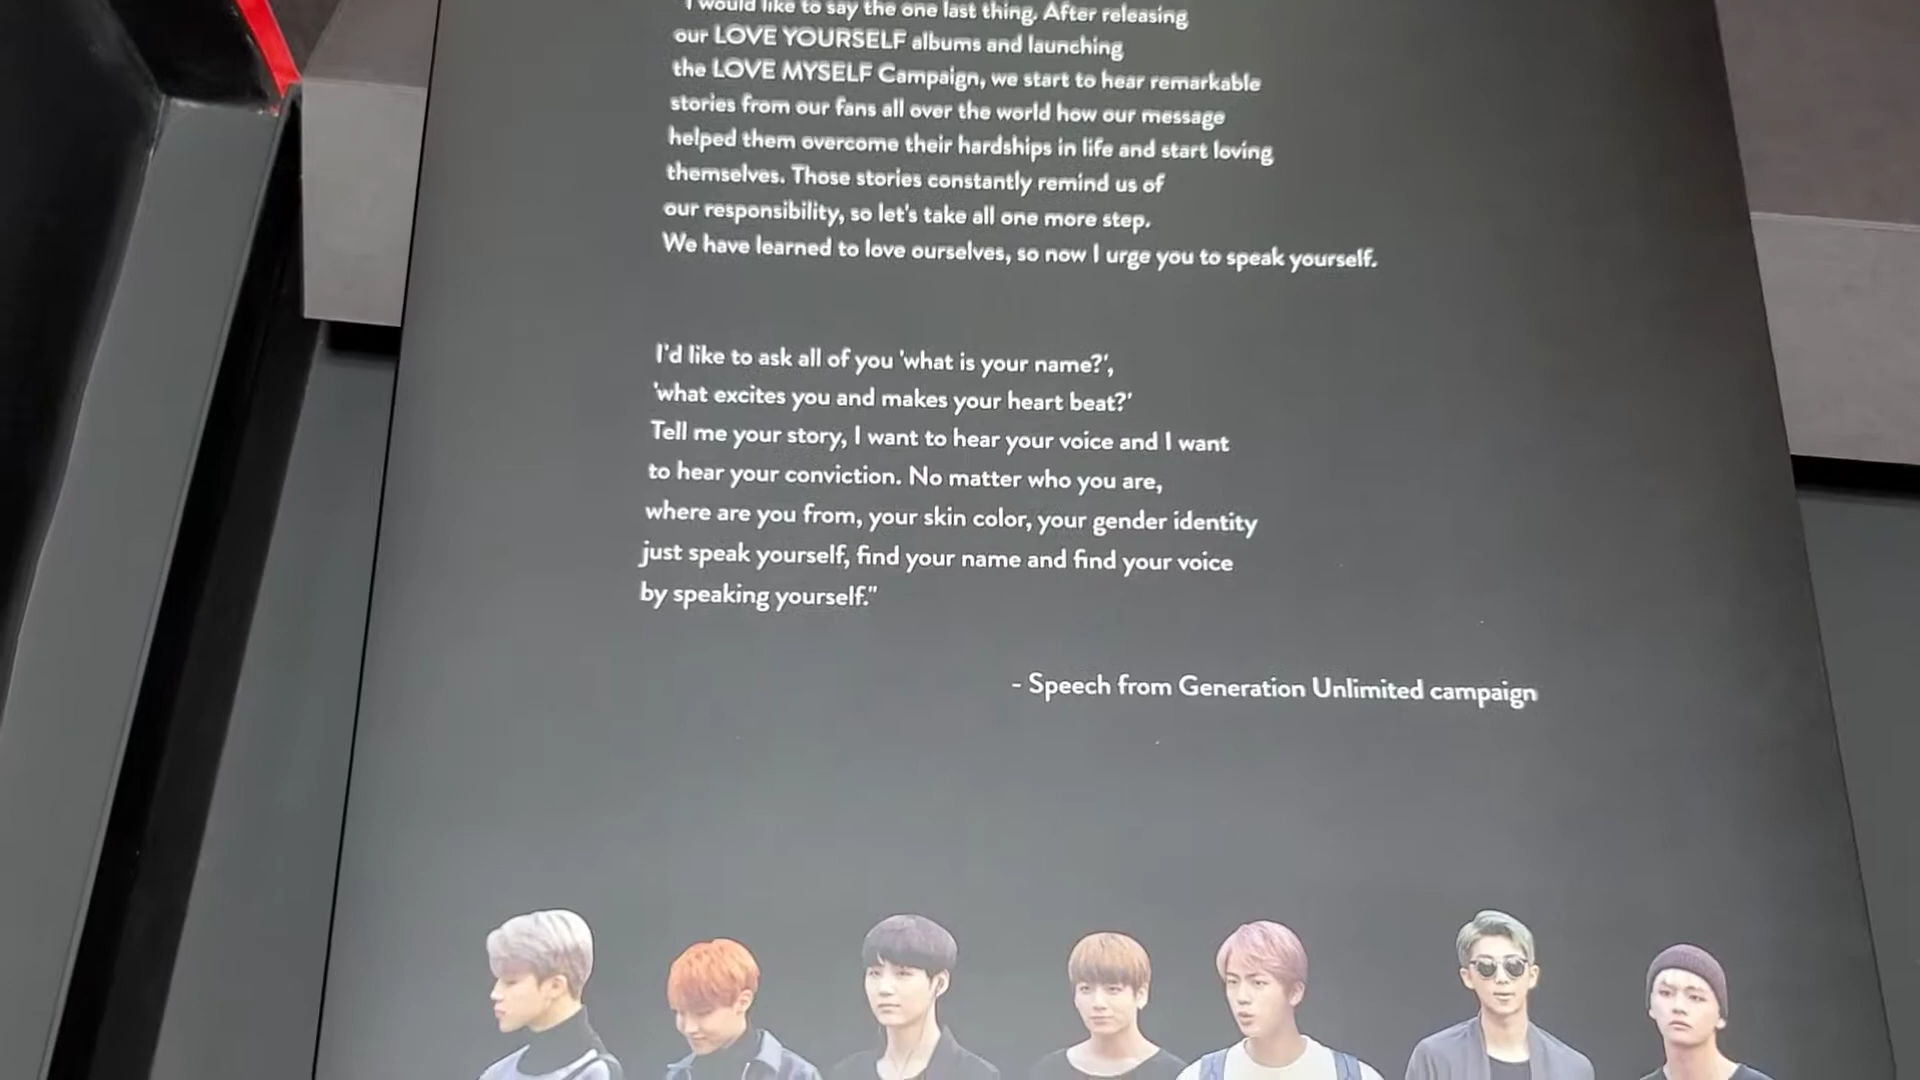 "I would like to say the one last thing. After releasing
our LOVE YOURSELF albums and launching
the LOVE MYSELF Campaign, we start to hear remarkable
stories from our fans all over the world how our message
helped them overcome their hardships in life and start loving
themselves. Those stories constantly remind us of
our responsibility, so let's take all one more step.
We have learned to love ourselves, so now I urge you to speak yourself.
I'd like to ask all of you 'what is your name?',
'what excites you and makes your heart beat?'
Tell me your story, I want to hear your voice and I want
to hear your conviction. No matter who you are,
where are you from, your skin color, your gender identity
just speak yourself, find your name and find your voice
by speaking yourself."
- Speech from Generation Unlimited campaign